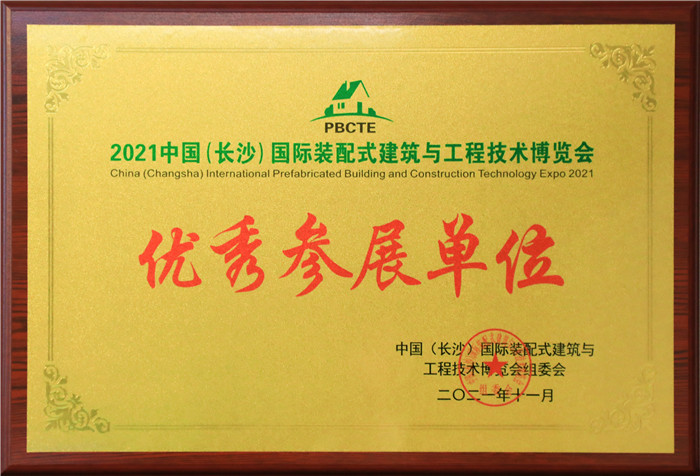 PBCTE
2021中国(长沙)国际装配式建筑与工程技术博览会
China (Changsha) International Prefabricated Building and Construction Technology Expo 2021
优秀参展单位
中国（长沙）国际装配式建筑与
工程技术博览会组委会
二〇二一年十一月
组委会